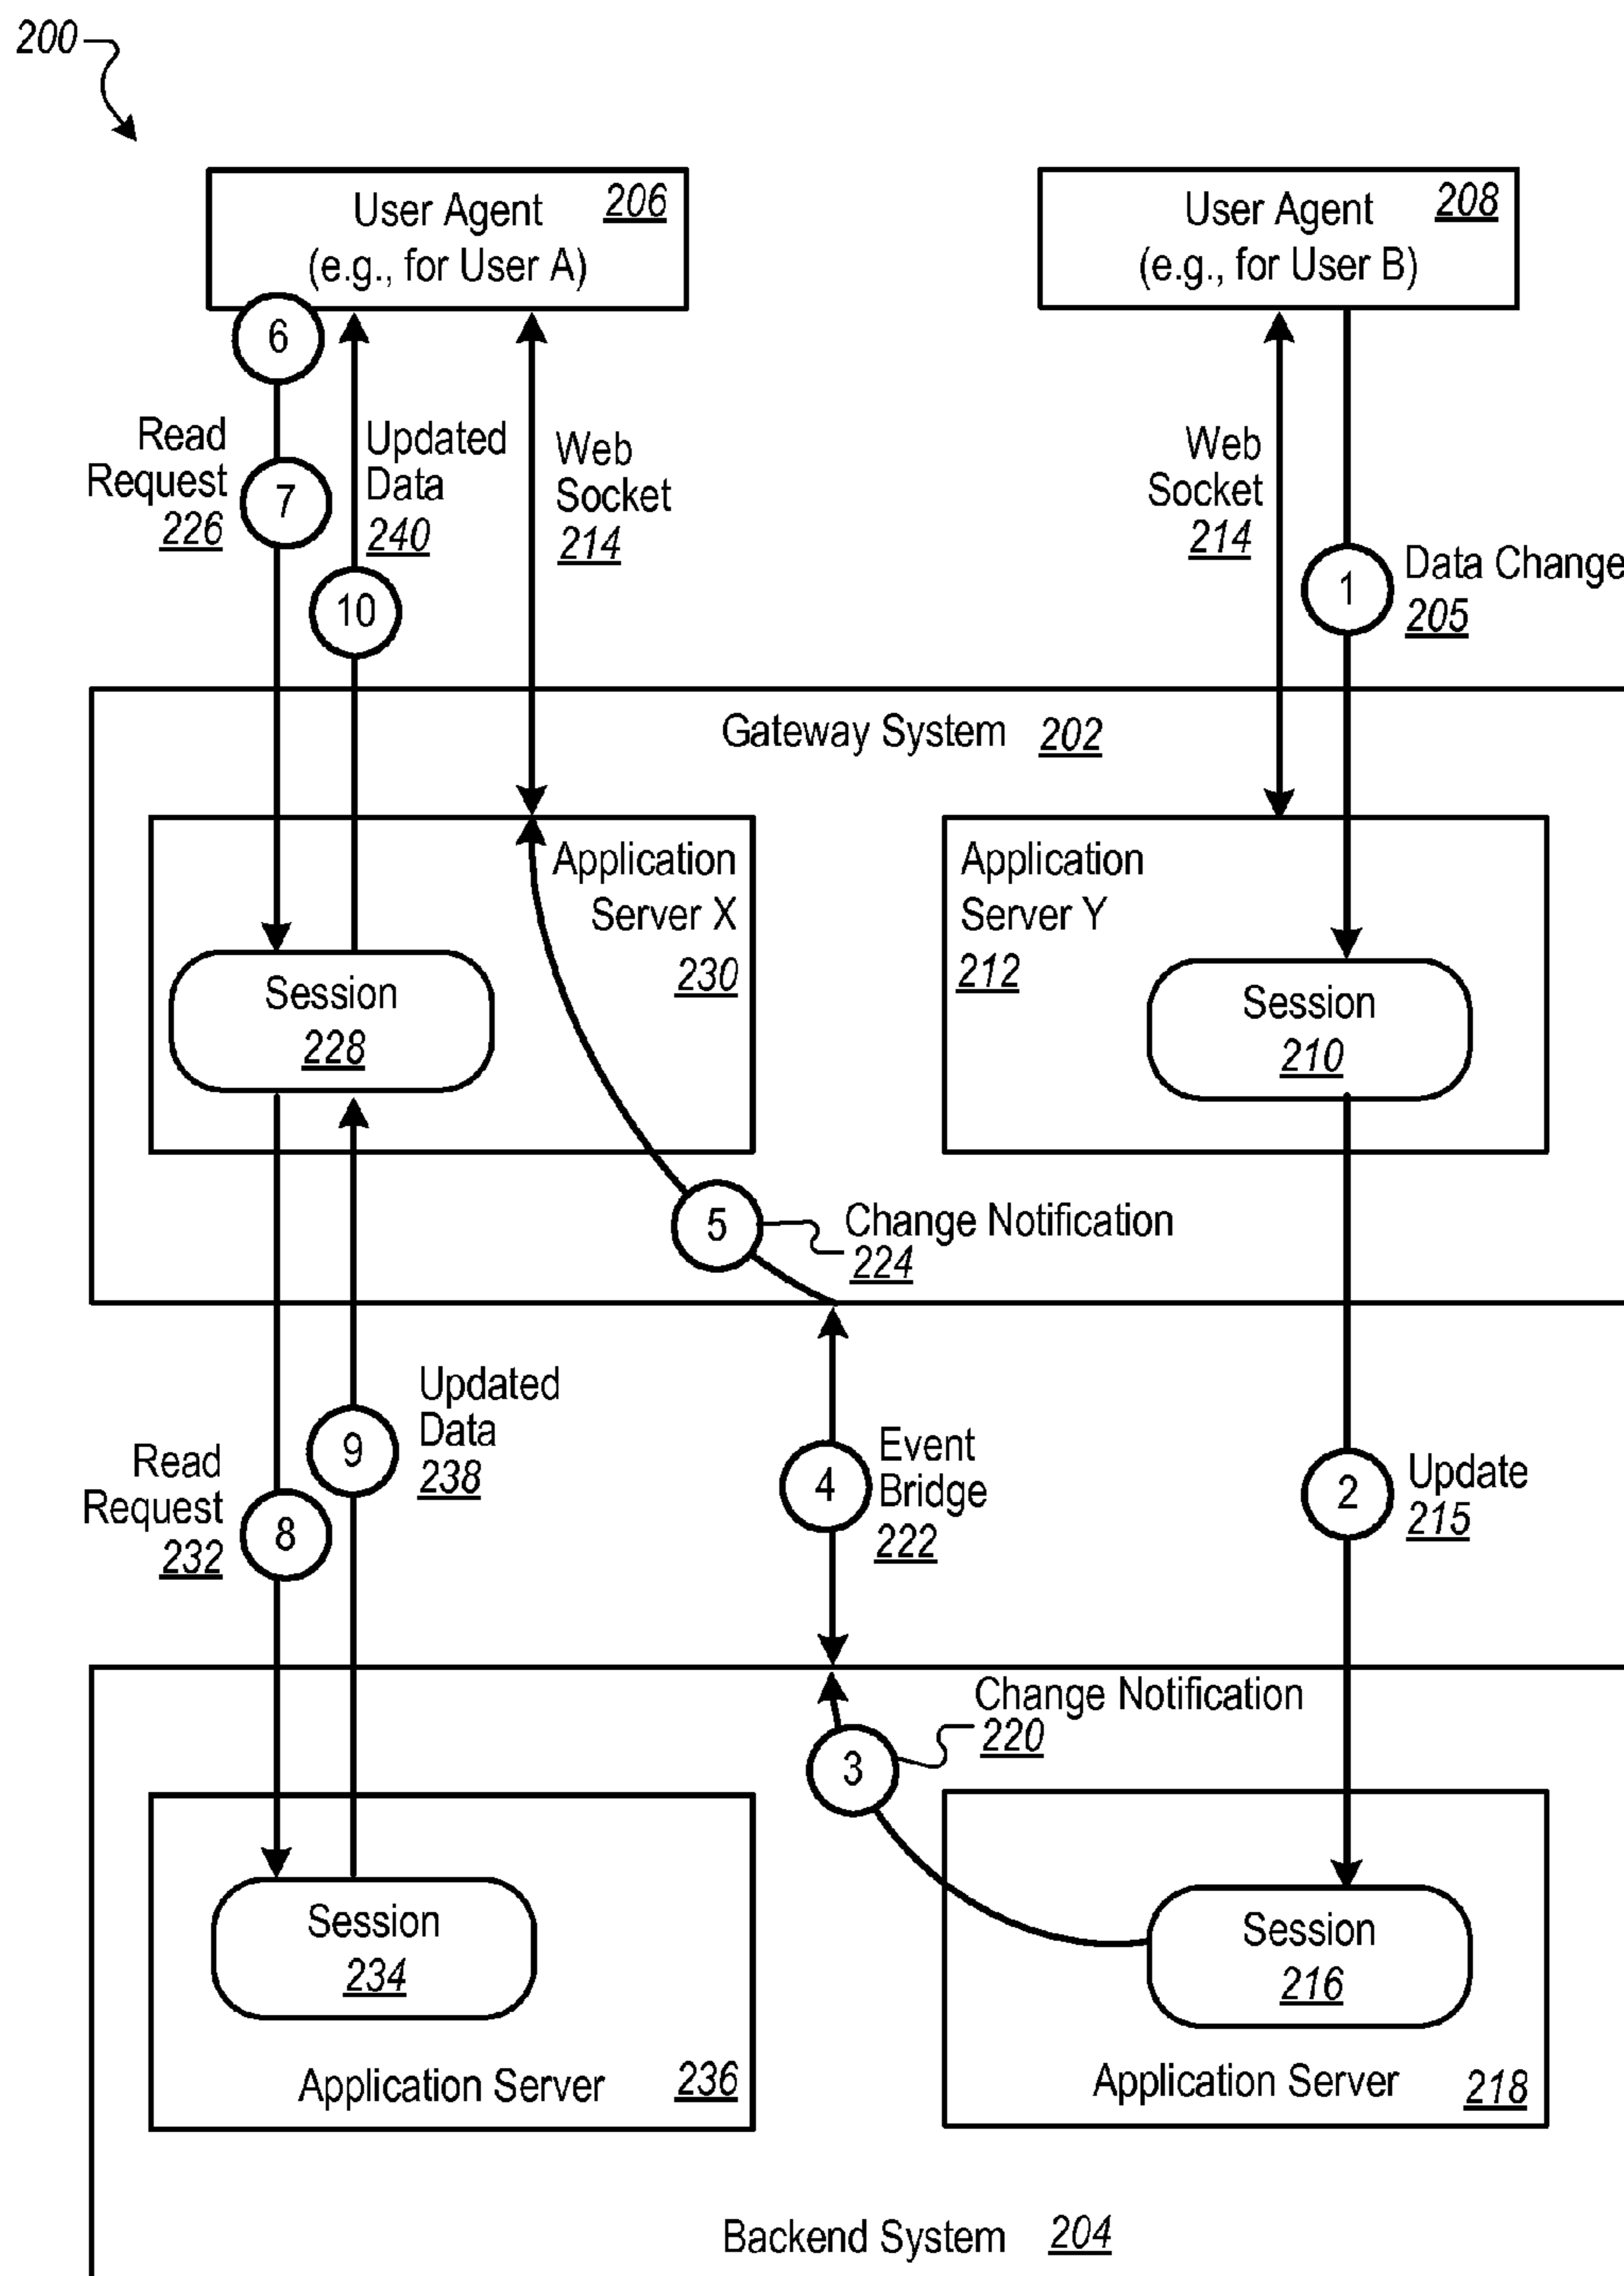 200
User Agent 206
(e.g., for User A)
User Agent 208
(e.g., for User B)
6
Read
Request
226
7
Updated
Data
240
10
Web
Socket
214
Web
Socket
214
1
Data Change
205
Gateway System 202
Application
Server X
230
Session
228
Application
Server Y
212
Session
210
5
Change Notification
224
Read
Request
232
8
9
Updated
Data
238
4
Event
Bridge
222
2
Update
215
3
Change Notification
220
Session
234
Application Server 236
Session
216
Application Server 218
Backend System 204